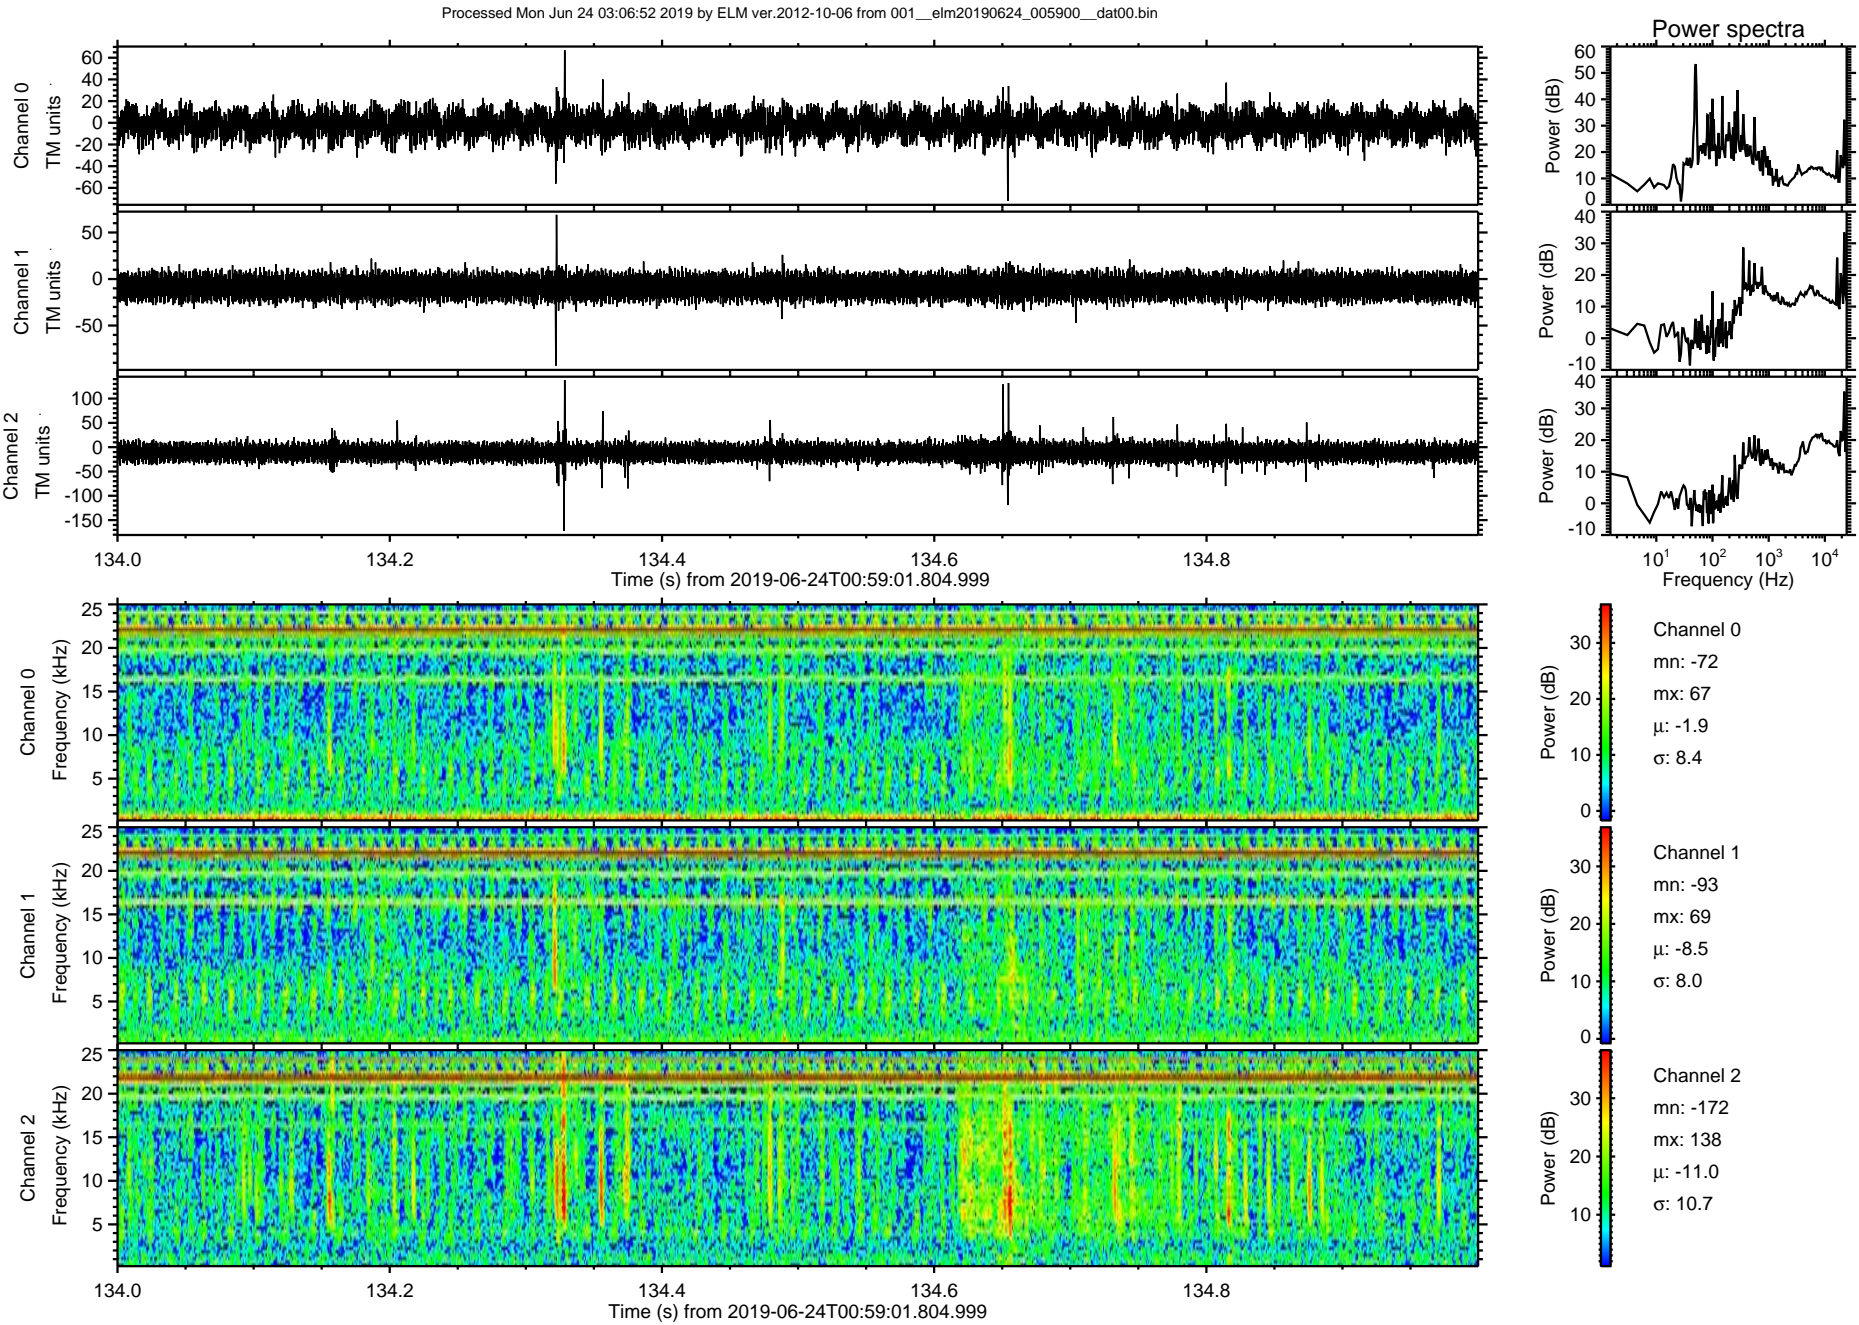 Processed Mon Jun 24 03:06:52 2019 by ELM ver.2012-10-06 from 001__elm20190624_005900__dat00.bin
Power spectra
Channel 0
TM units
60
40
20
0
-20
-40
-60
Power (dB)
60
50
40
30
20
10
0
Channel 1
TM units
50
0
-50
Power (dB)
40
30
20
10
0
-10
Channel 2
TM units
100
50
0
-50
-100
-150
Power (dB)
40
30
20
10
0
-10
134.0 134.2 134.4 134.6 134.8
Time (s) from 2019-06-24T00:59:01.804.999
10^1 10^2 10^3 10^4
Frequency (Hz)
Channel 0
Frequency (kHz)
25
20
15
10
5
Power (dB)
30
20
10
0
Channel 0
mn: -72
mx: 67
μ: -1.9
σ: 8.4
Channel 1
Frequency (kHz)
25
20
15
10
5
Power (dB)
30
20
10
0
Channel 1
mn: -93
mx: 69
μ: -8.5
σ: 8.0
Channel 2
Frequency (kHz)
25
20
15
10
5
Power (dB)
30
20
10
Channel 2
mn: -172
mx: 138
μ: -11.0
σ: 10.7
134.0 134.2 134.4 134.6 134.8
Time (s) from 2019-06-24T00:59:01.804.999